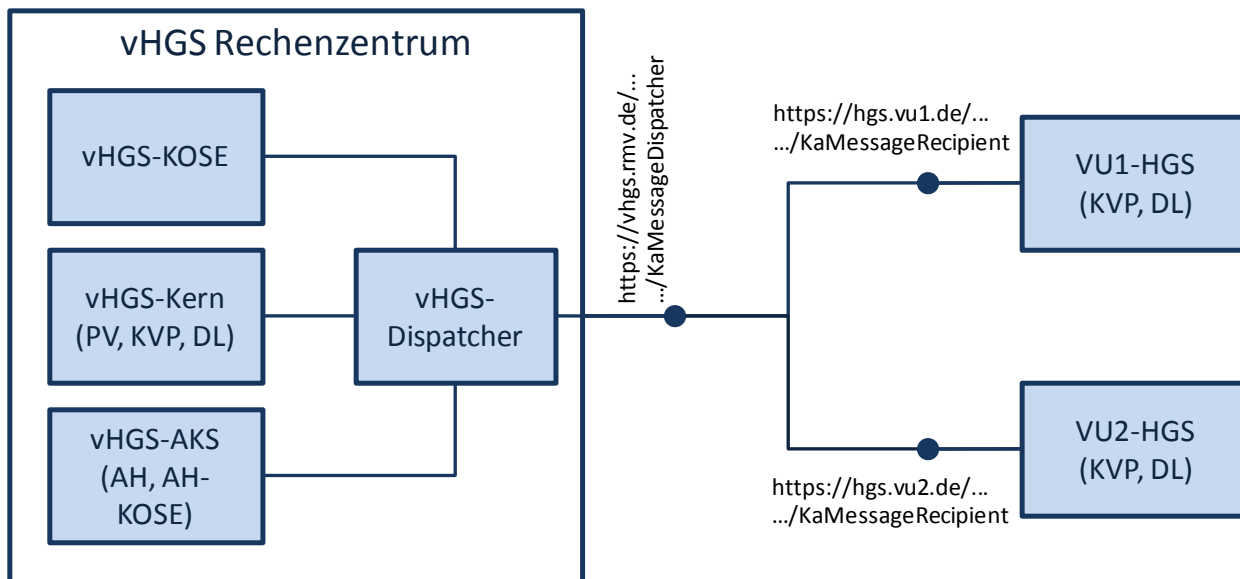 vHGS Rechenzentrum
vHGS-KOSE
vHGS-Kern
(PV, KVP, DL)
vHGS-AKS
(AH, AH-
KOSE)
vHGS-
Dispatcher
https://vhgs.rmv.de/...
.../KaMessageDispatcher
https://hgs.vu1.de/...
.../KaMessageRecipient
VU1-HGS
(KVP, DL)
https://hgs.vu2.de/...
.../KaMessageRecipient
VU2-HGS
(KVP, DL)